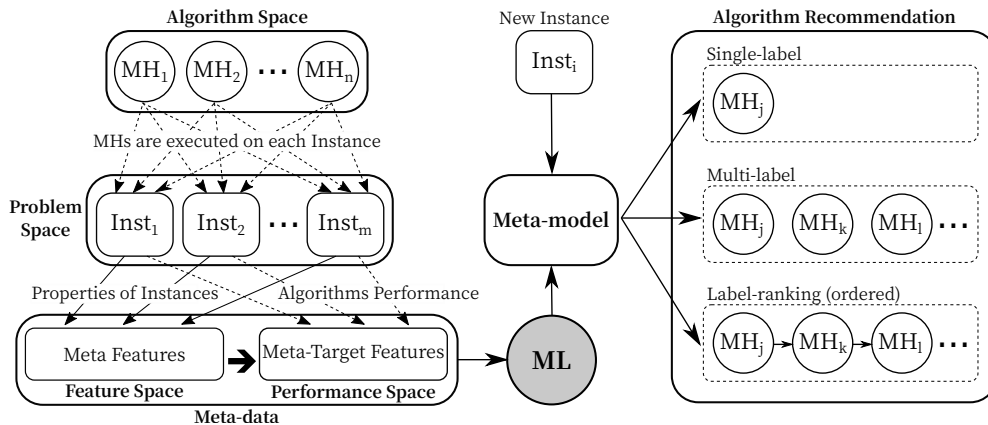 Algorithm Space
MH₁ MH₂ ··· MHₙ
MHs are executed on each Instance
Problem
Space
Inst₁ Inst₂ ··· Instₘ
Properties of Instances
Algorithms Performance
Meta Features
Meta-Target Features
Feature Space
Performance Space
Meta-data
New Instance
Instᵢ
Meta-model
ML
Algorithm Recommendation
Single-label
MHⱼ
Multi-label
MHⱼ MHₖ MHₗ ···
Label-ranking (ordered)
MHⱼ MHₖ MHₗ ···